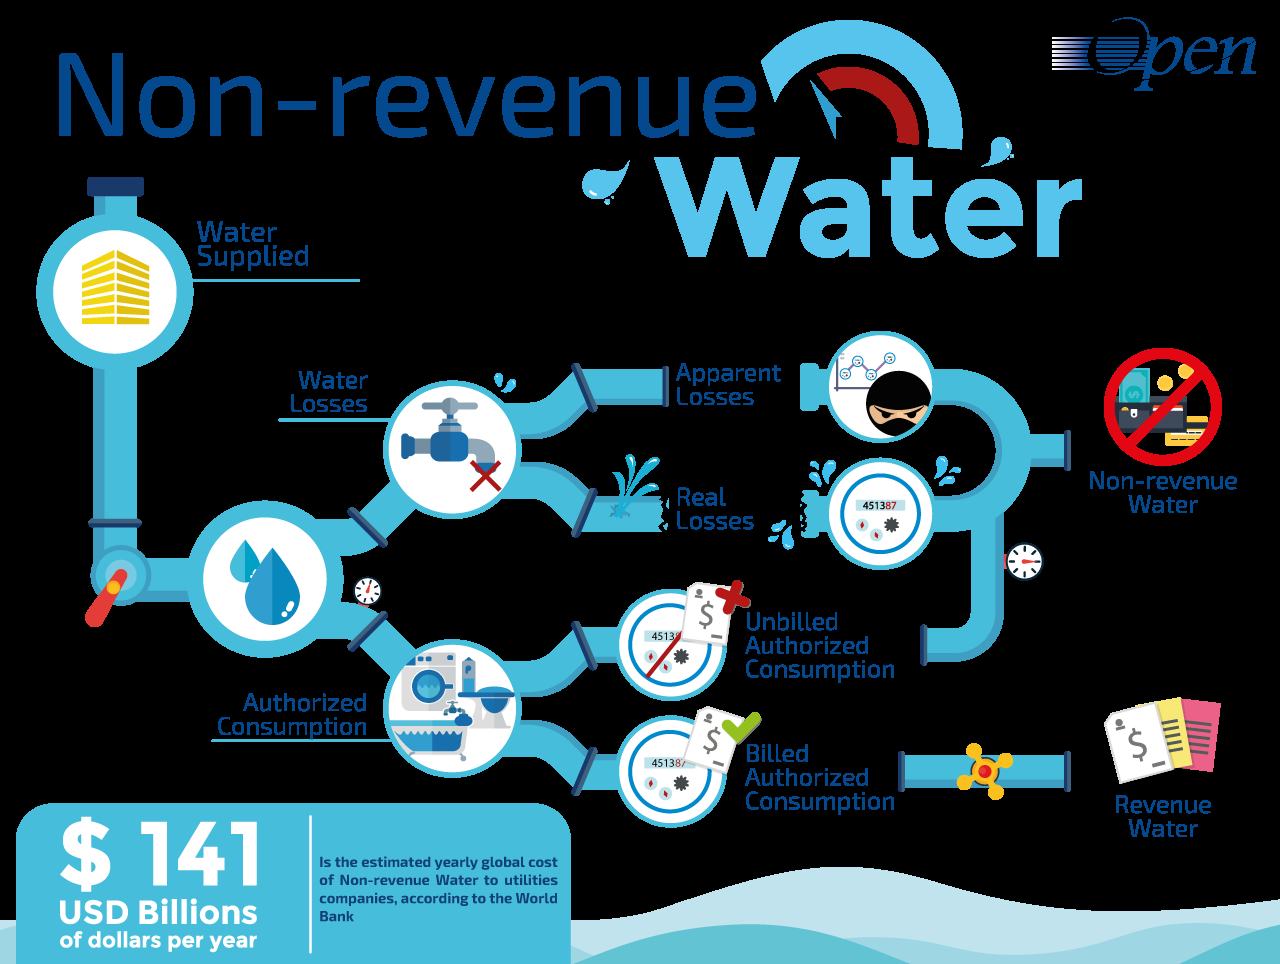 Open
Non-revenue
Water
Water
Supplied
Water
Losses
Apparent
Losses
Real
Losses
451387
Non-revenue
Water
Authorized
Consumption
4513
Unbilled
Authorized
Consumption
451387
Billed
Authorized
Consumption
Revenue
Water
$ 141
USD Billions
of dollars per year
Is the estimated yearly global cost
of Non-revenue Water to utilities
companies, according to the World
Bank